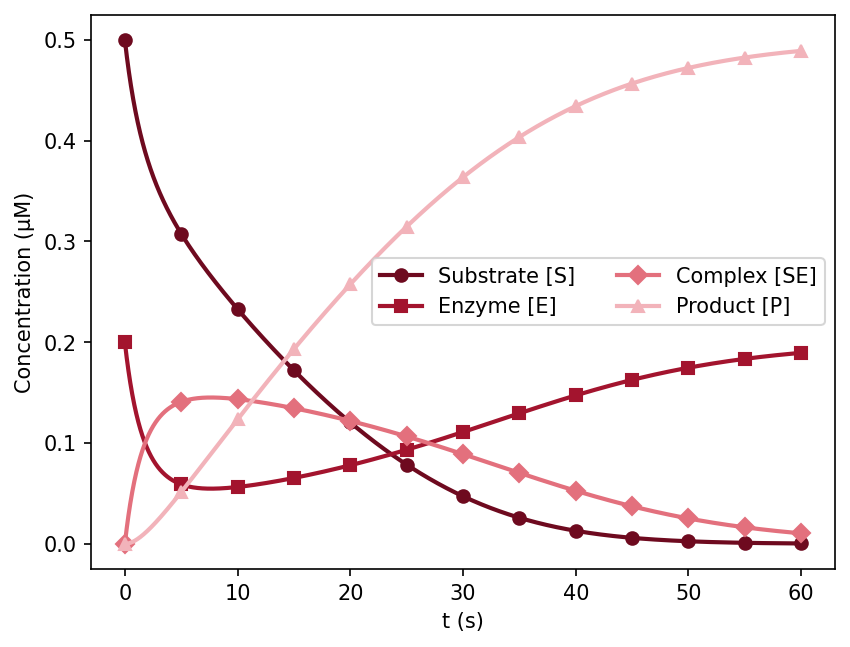 0.5
0.4
0.3
0.2
0.1
0.0
Concentration (μM)
Substrate [S]
Enzyme [E]
Complex [SE]
Product [P]
0 10 20 30 40 50 60
t (s)